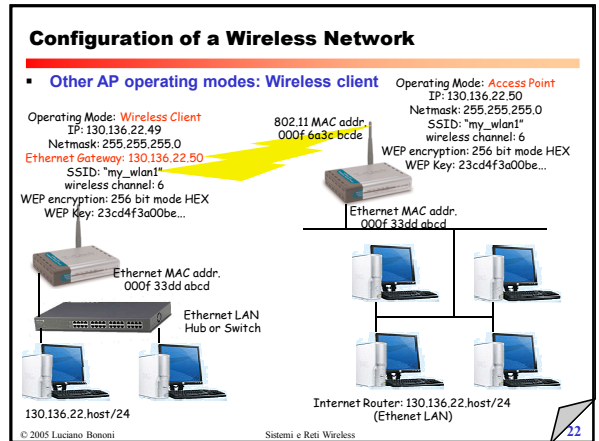 Configuration of a Wireless Network
▪ Other AP operating modes: Wireless client
Operating Mode: Wireless Client
IP: 130.136.22.49
Netmask: 255.255.255.0
Ethernet Gateway: 130.136.22.50
SSID: "my_wlan1"
wireless channel: 6
WEP encryption: 256 bit mode HEX
WEP Key: 23cd4f3a00be...
802.11 MAC addr.
000f 6a3c bcde
Operating Mode: Access Point
IP: 130.136.22.50
Netmask: 255.255.255.0
SSID: "my_wlan1"
wireless channel: 6
WEP encryption: 256 bit mode HEX
WEP Key: 23cd4f3a00be...
Ethernet MAC addr.
000f 33dd abcd
Ethernet MAC addr.
000f 33dd abcd
Ethernet LAN
Hub or Switch
130.136.22.host/24
Internet Router: 130.136.22.host/24
(Ethenet LAN)
© 2005 Luciano Bononi
Sistemi e Reti Wireless
22